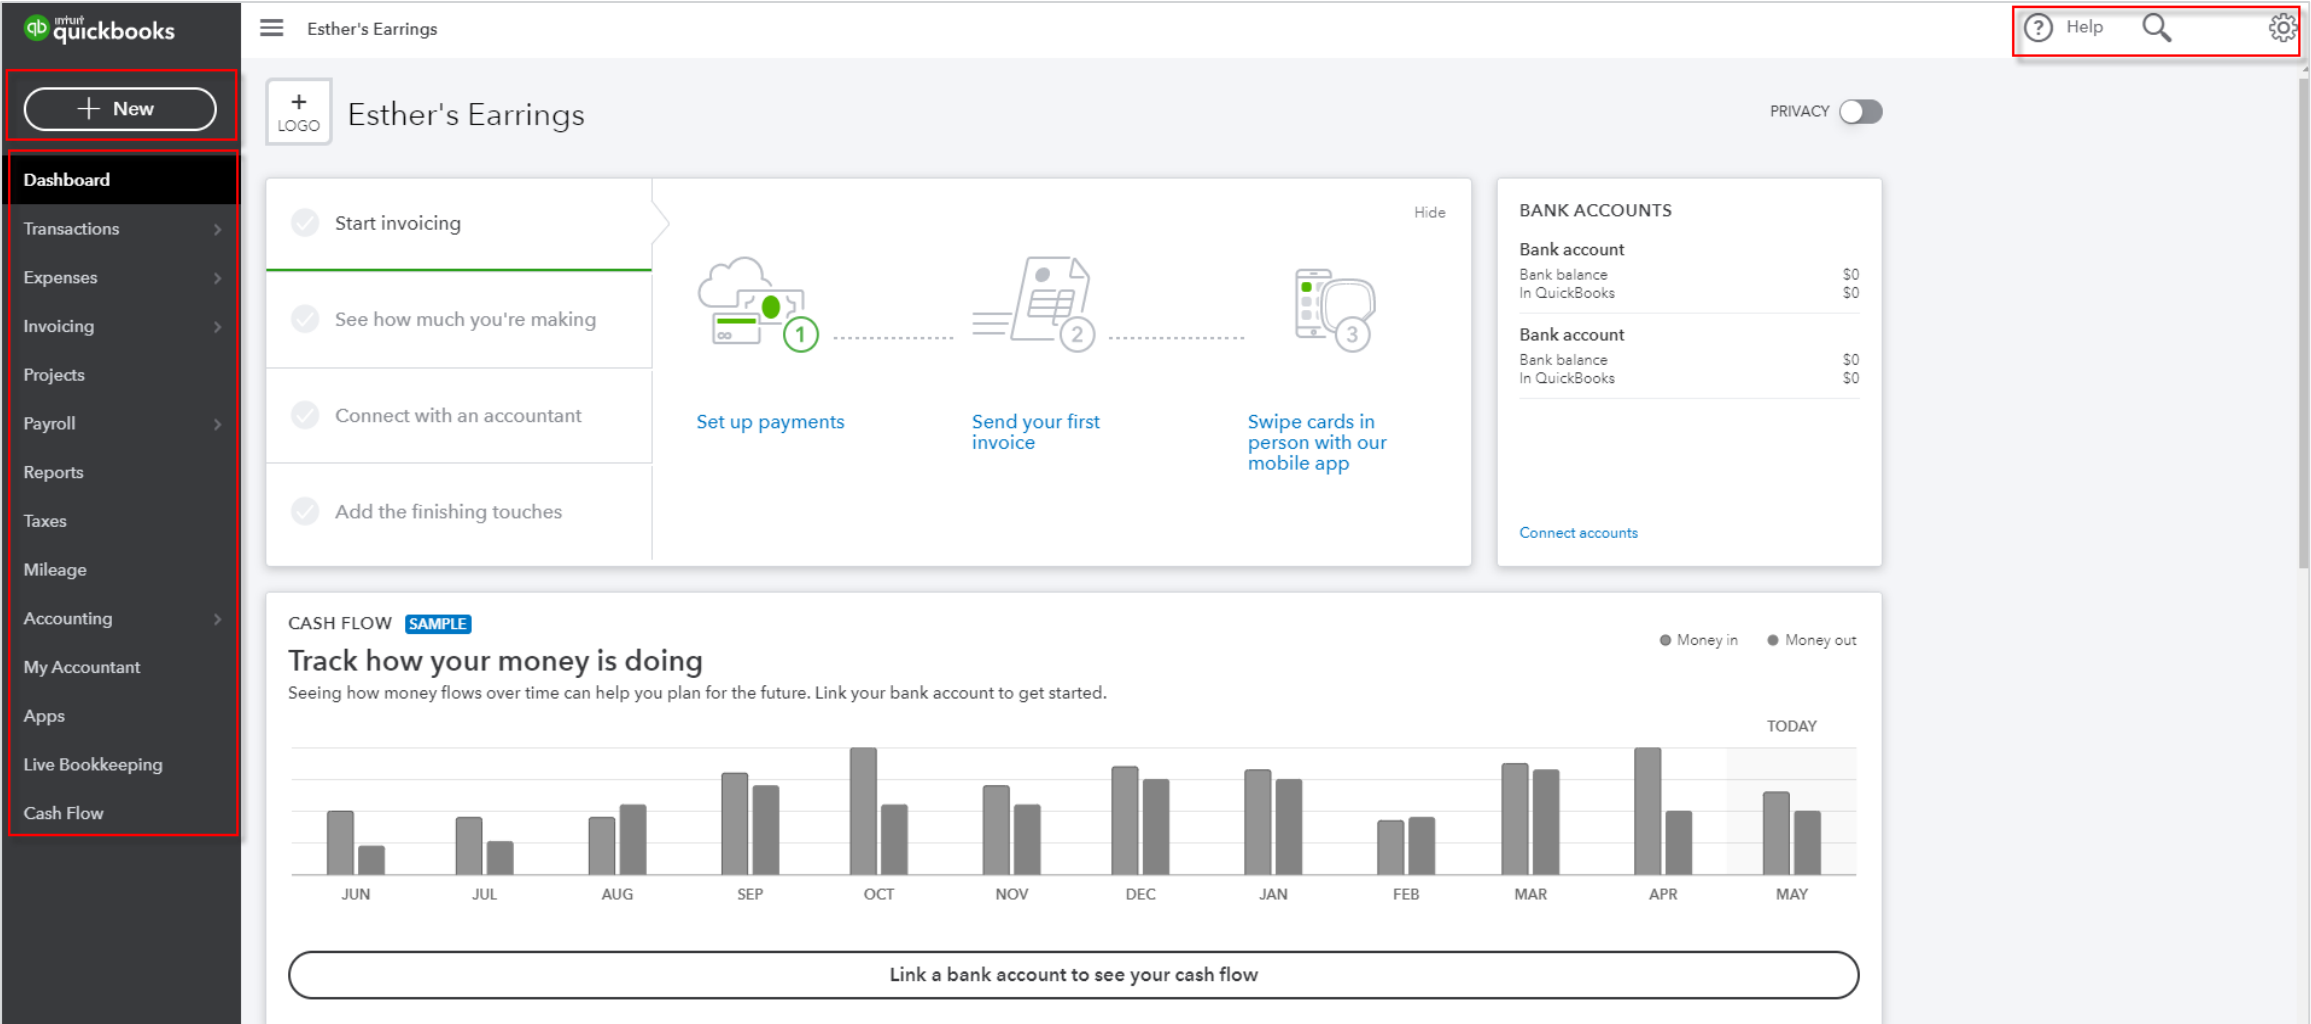 intuit
quickbooks
Esther's Earrings
Help
New
LOGO
Esther's Earrings
PRIVACY
Dashboard
Transactions
Expenses
Invoicing
Projects
Payroll
Reports
Taxes
Mileage
Accounting
My Accountant
Apps
Live Bookkeeping
Cash Flow
Start invoicing
See how much you're making
Connect with an accountant
Add the finishing touches
Hide
1
2
3
Set up payments
Send your first
invoice
Swipe cards in
person with our
mobile app
BANK ACCOUNTS
Bank account
Bank balance $0
In QuickBooks $0
Bank account
Bank balance $0
In QuickBooks $0
Connect accounts
CASH FLOW SAMPLE
Track how your money is doing
Seeing how money flows over time can help you plan for the future. Link your bank account to get started.
Money in Money out
TODAY
JUN JUL AUG SEP OCT NOV DEC JAN FEB MAR APR MAY
Link a bank account to see your cash flow